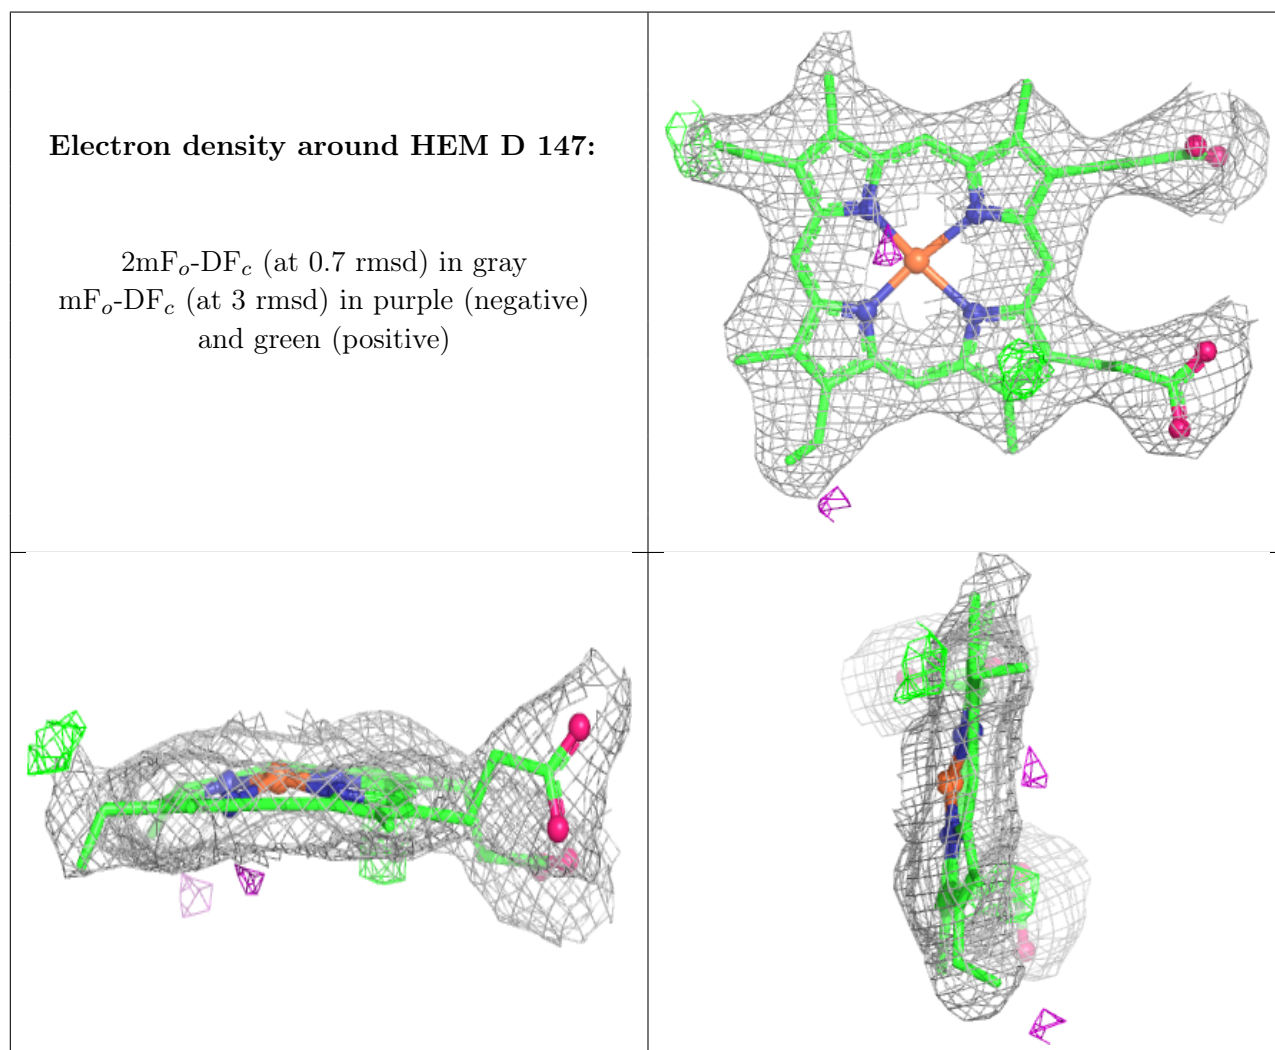 Electron density around HEM D 147:
2mFo-DFc (at 0.7 rmsd) in gray
mFo-DFc (at 3 rmsd) in purple (negative)
and green (positive)